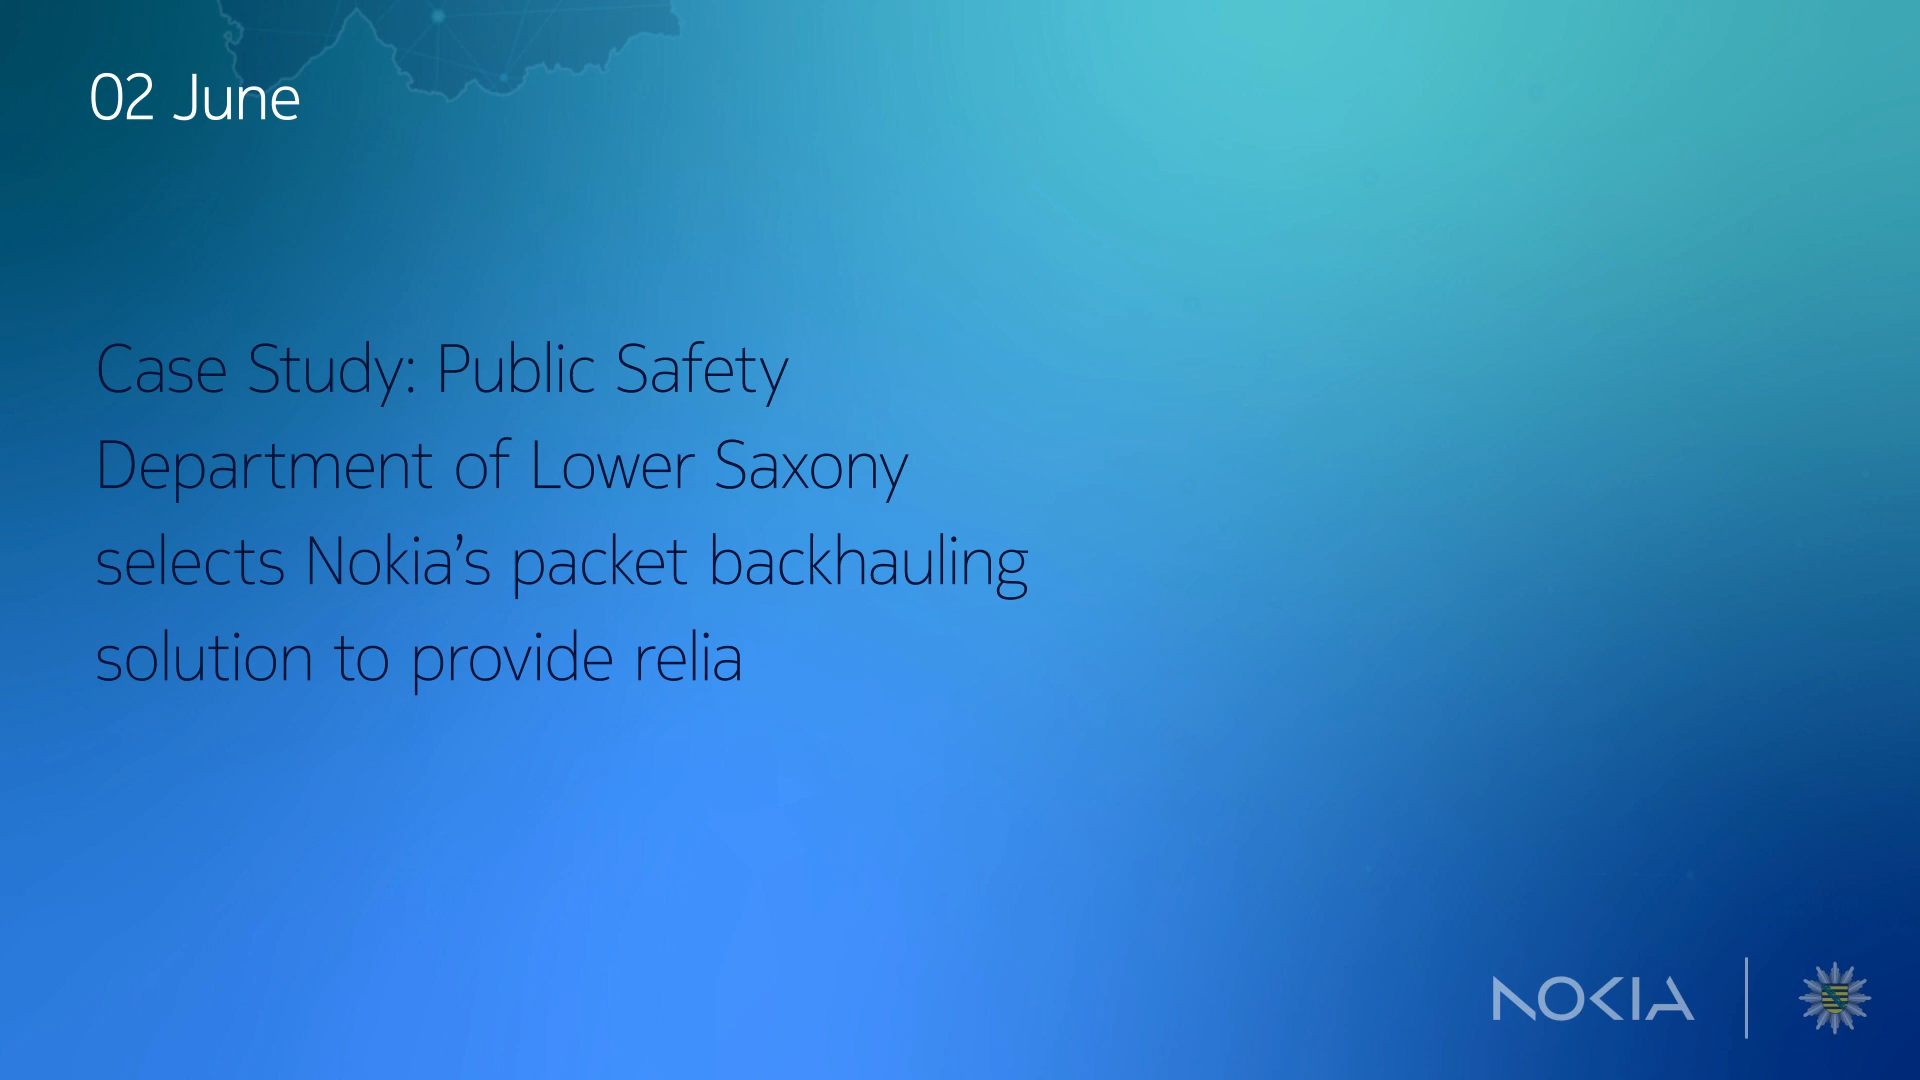 02 June
Case Study: Public Safety
Department of Lower Saxony
selects Nokia’s packet backhauling
solution to provide relia
NOKIA